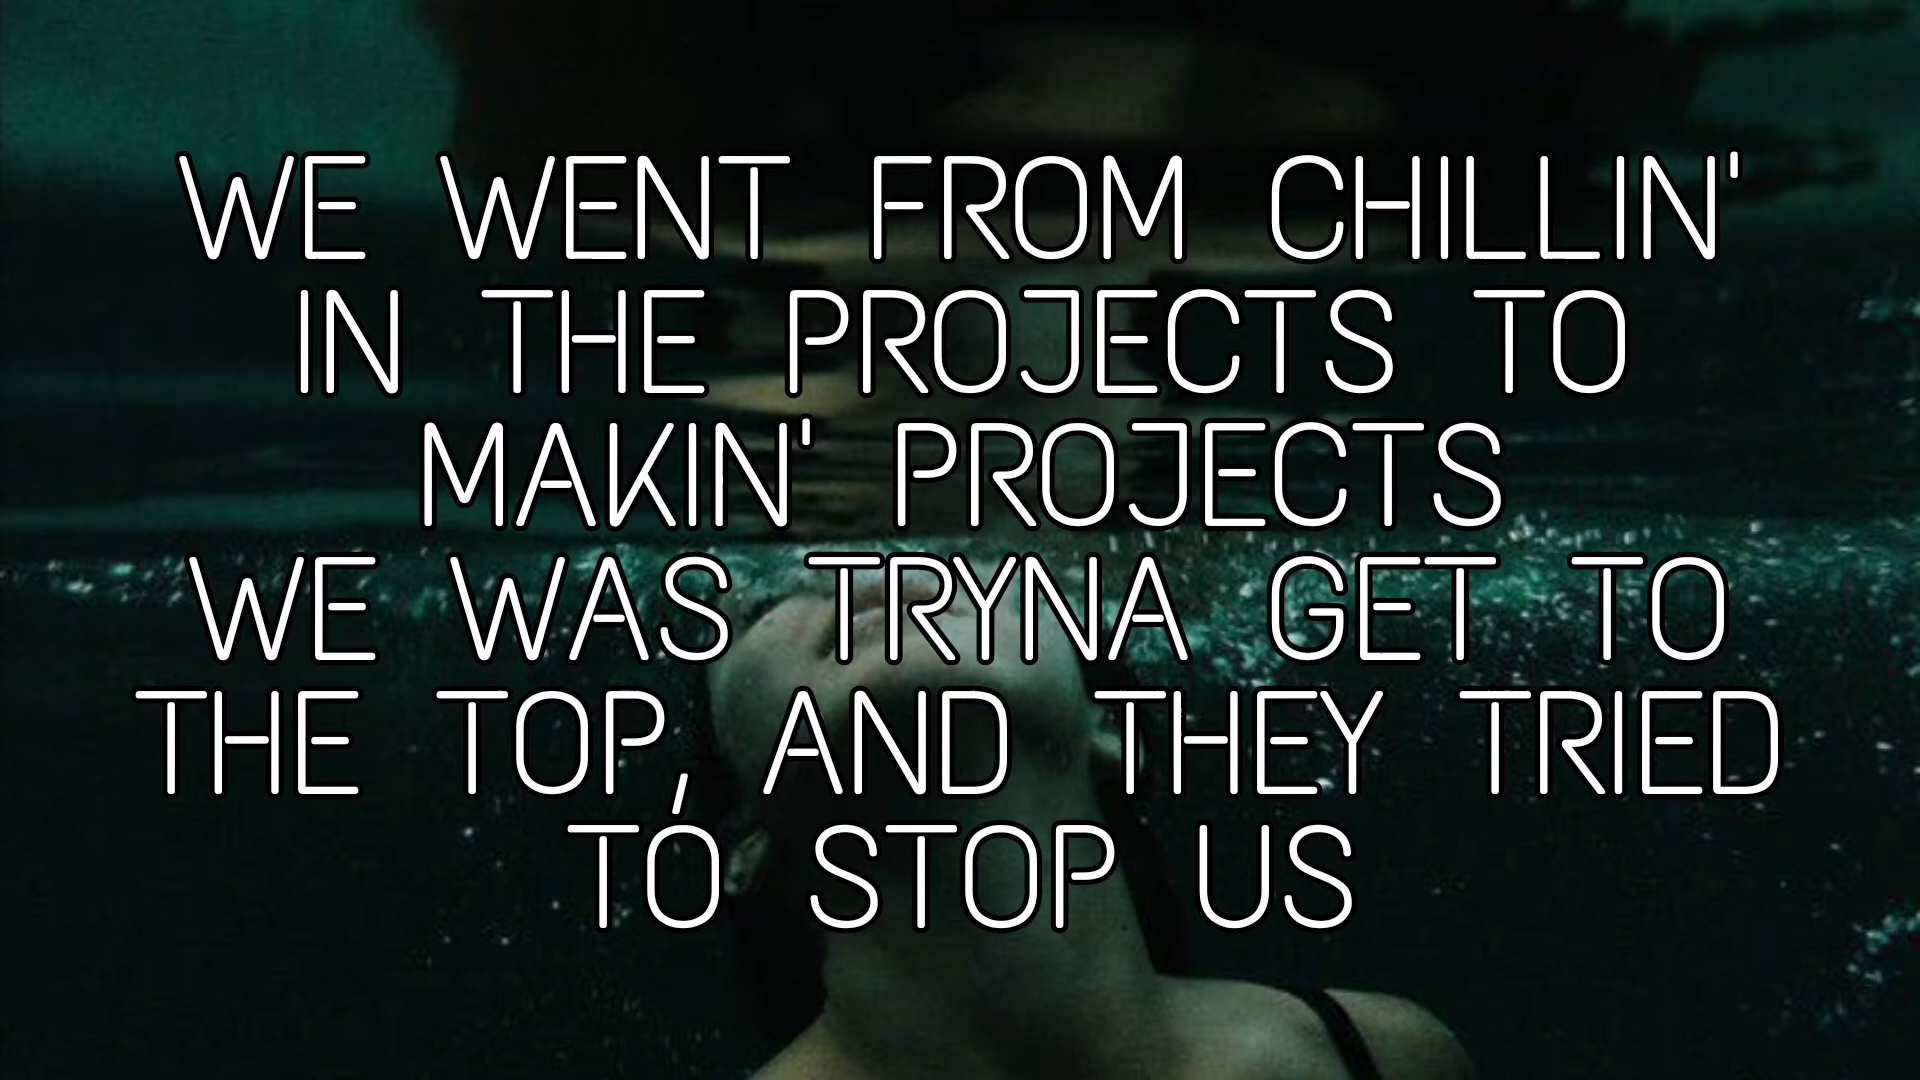 WE WENT FROM CHILLIN'
IN THE PROJECTS TO
MAKIN' PROJECTS
WE WAS TRYNA GET TO
THE TOP, AND THEY TRIED
TO STOP US